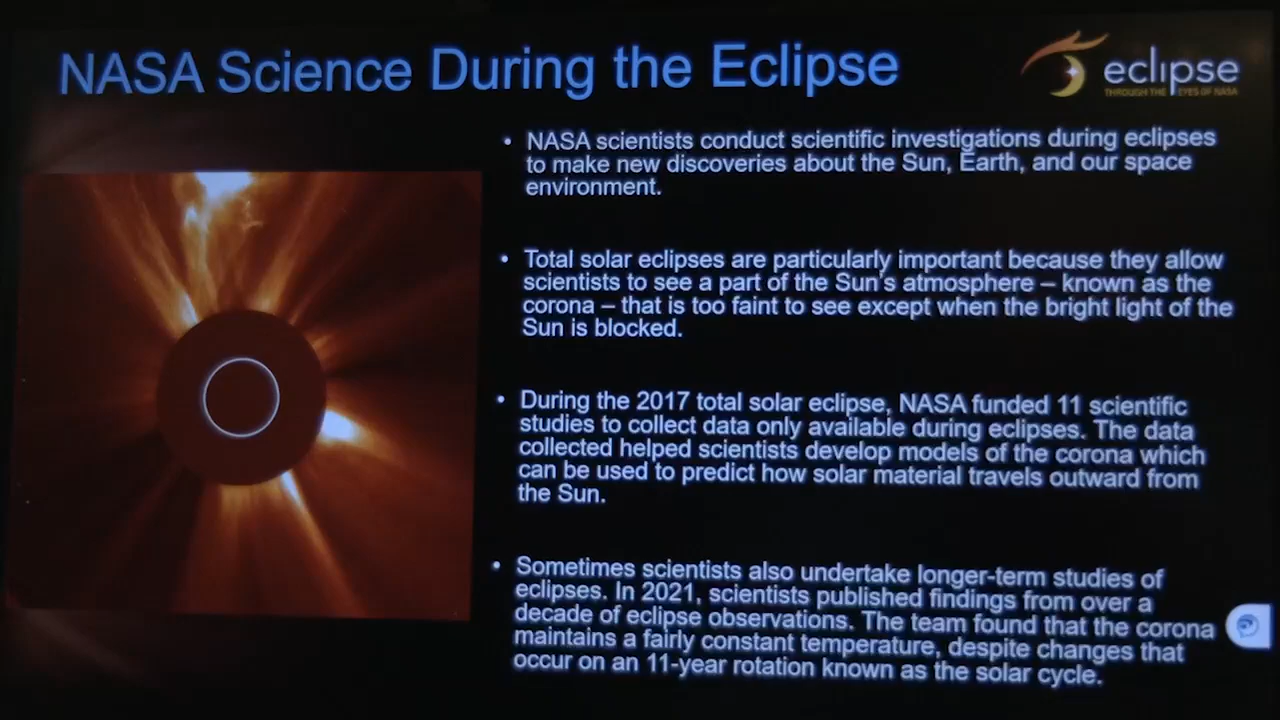 NASA Science During the Eclipse
eclipse
THROUGH THE EYES OF NASA
• NASA scientists conduct scientific investigations during eclipses
to make new discoveries about the Sun, Earth, and our space
environment.
• Total solar eclipses are particularly important because they allow
scientists to see a part of the Sun's atmosphere – known as the
corona – that is too faint to see except when the bright light of the
Sun is blocked.
• During the 2017 total solar eclipse, NASA funded 11 scientific
studies to collect data only available during eclipses. The data
collected helped scientists develop models of the corona which
can be used to predict how solar material travels outward from
the Sun.
• Sometimes scientists also undertake longer-term studies of
eclipses. In 2021, scientists published findings from over a
decade of eclipse observations. The team found that the corona
maintains a fairly constant temperature, despite changes that
occur on an 11-year rotation known as the solar cycle.